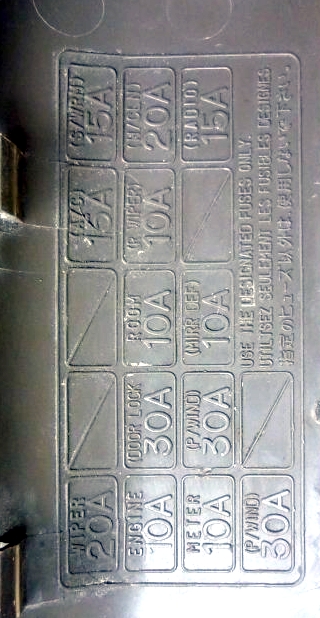 WIPER
20A
(A/C)
15A
(S/WRM)
15A
ENGINE
10A
(DOOR LOCK)
30A
ROOM
10A
(R WIPER)
10A
(H/CLN)
20A
METER
10A
(P/WIND)
30A
(MIRR DEF)
10A
(RADIO)
15A
(P/WIND)
30A
USE THE DESIGNATED FUSES ONLY.
UTILISEZ SEULEMENT LES FUSIBLES DESIGNES.
指定のヒューズ以外は、使用しないで下さい。